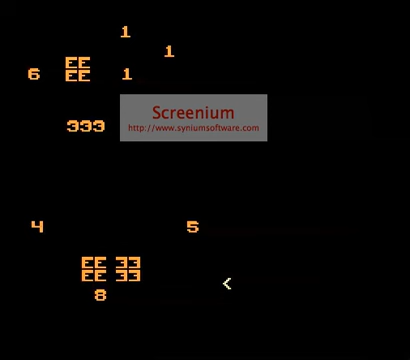 1
1
EE
6 EE 1
Screenium
http://www.syniumsoftware.com
333
4 5
EE 33
EE 33
<
8